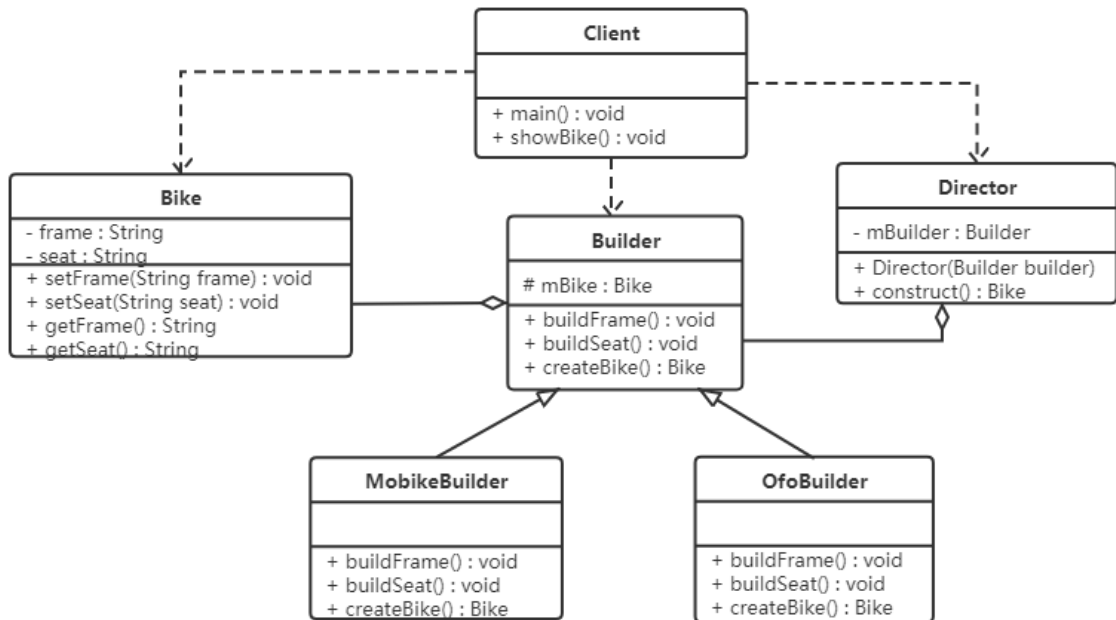 Client
+ main() : void
+ showBike() : void
Bike
- frame : String
- seat : String
+ setFrame(String frame) : void
+ setSeat(String seat) : void
+ getFrame() : String
+ getSeat() : String
Builder
# mBike : Bike
+ buildFrame() : void
+ buildSeat() : void
+ createBike() : Bike
Director
- mBuilder : Builder
+ Director(Builder builder)
+ construct() : Bike
MobikeBuilder
+ buildFrame() : void
+ buildSeat() : void
+ createBike() : Bike
OfoBuilder
+ buildFrame() : void
+ buildSeat() : void
+ createBike() : Bike